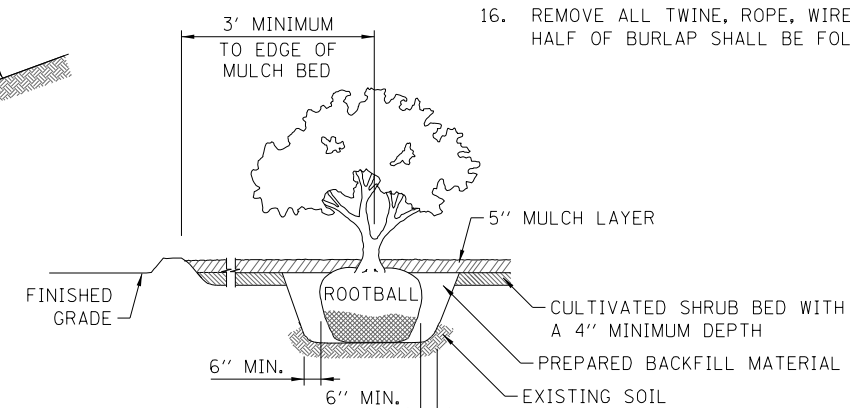 16. REMOVE ALL TWINE, ROPE, WIRE
HALF OF BURLAP SHALL BE FOL
3' MINIMUM
TO EDGE OF
MULCH BED
5'' MULCH LAYER
FINISHED
GRADE
ROOTBALL
CULTIVATED SHRUB BED WITH
A 4'' MINIMUM DEPTH
PREPARED BACKFILL MATERIAL
6'' MIN.
6'' MIN.
EXISTING SOIL